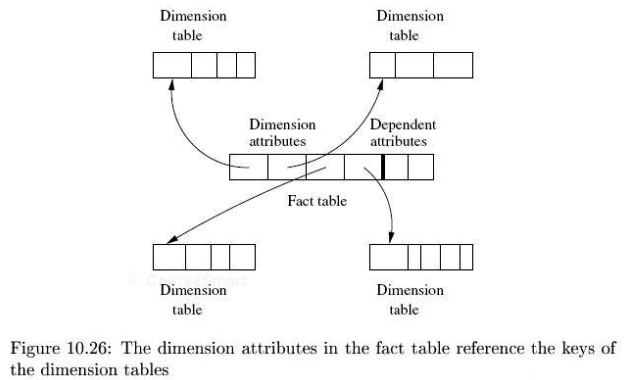 Dimension
table
Dimension
table
Dimension
attributes
Dependent
attributes
Fact table
Dimension
table
Dimension
table
Figure 10.26: The dimension attributes in the fact table reference the keys of
the dimension tables